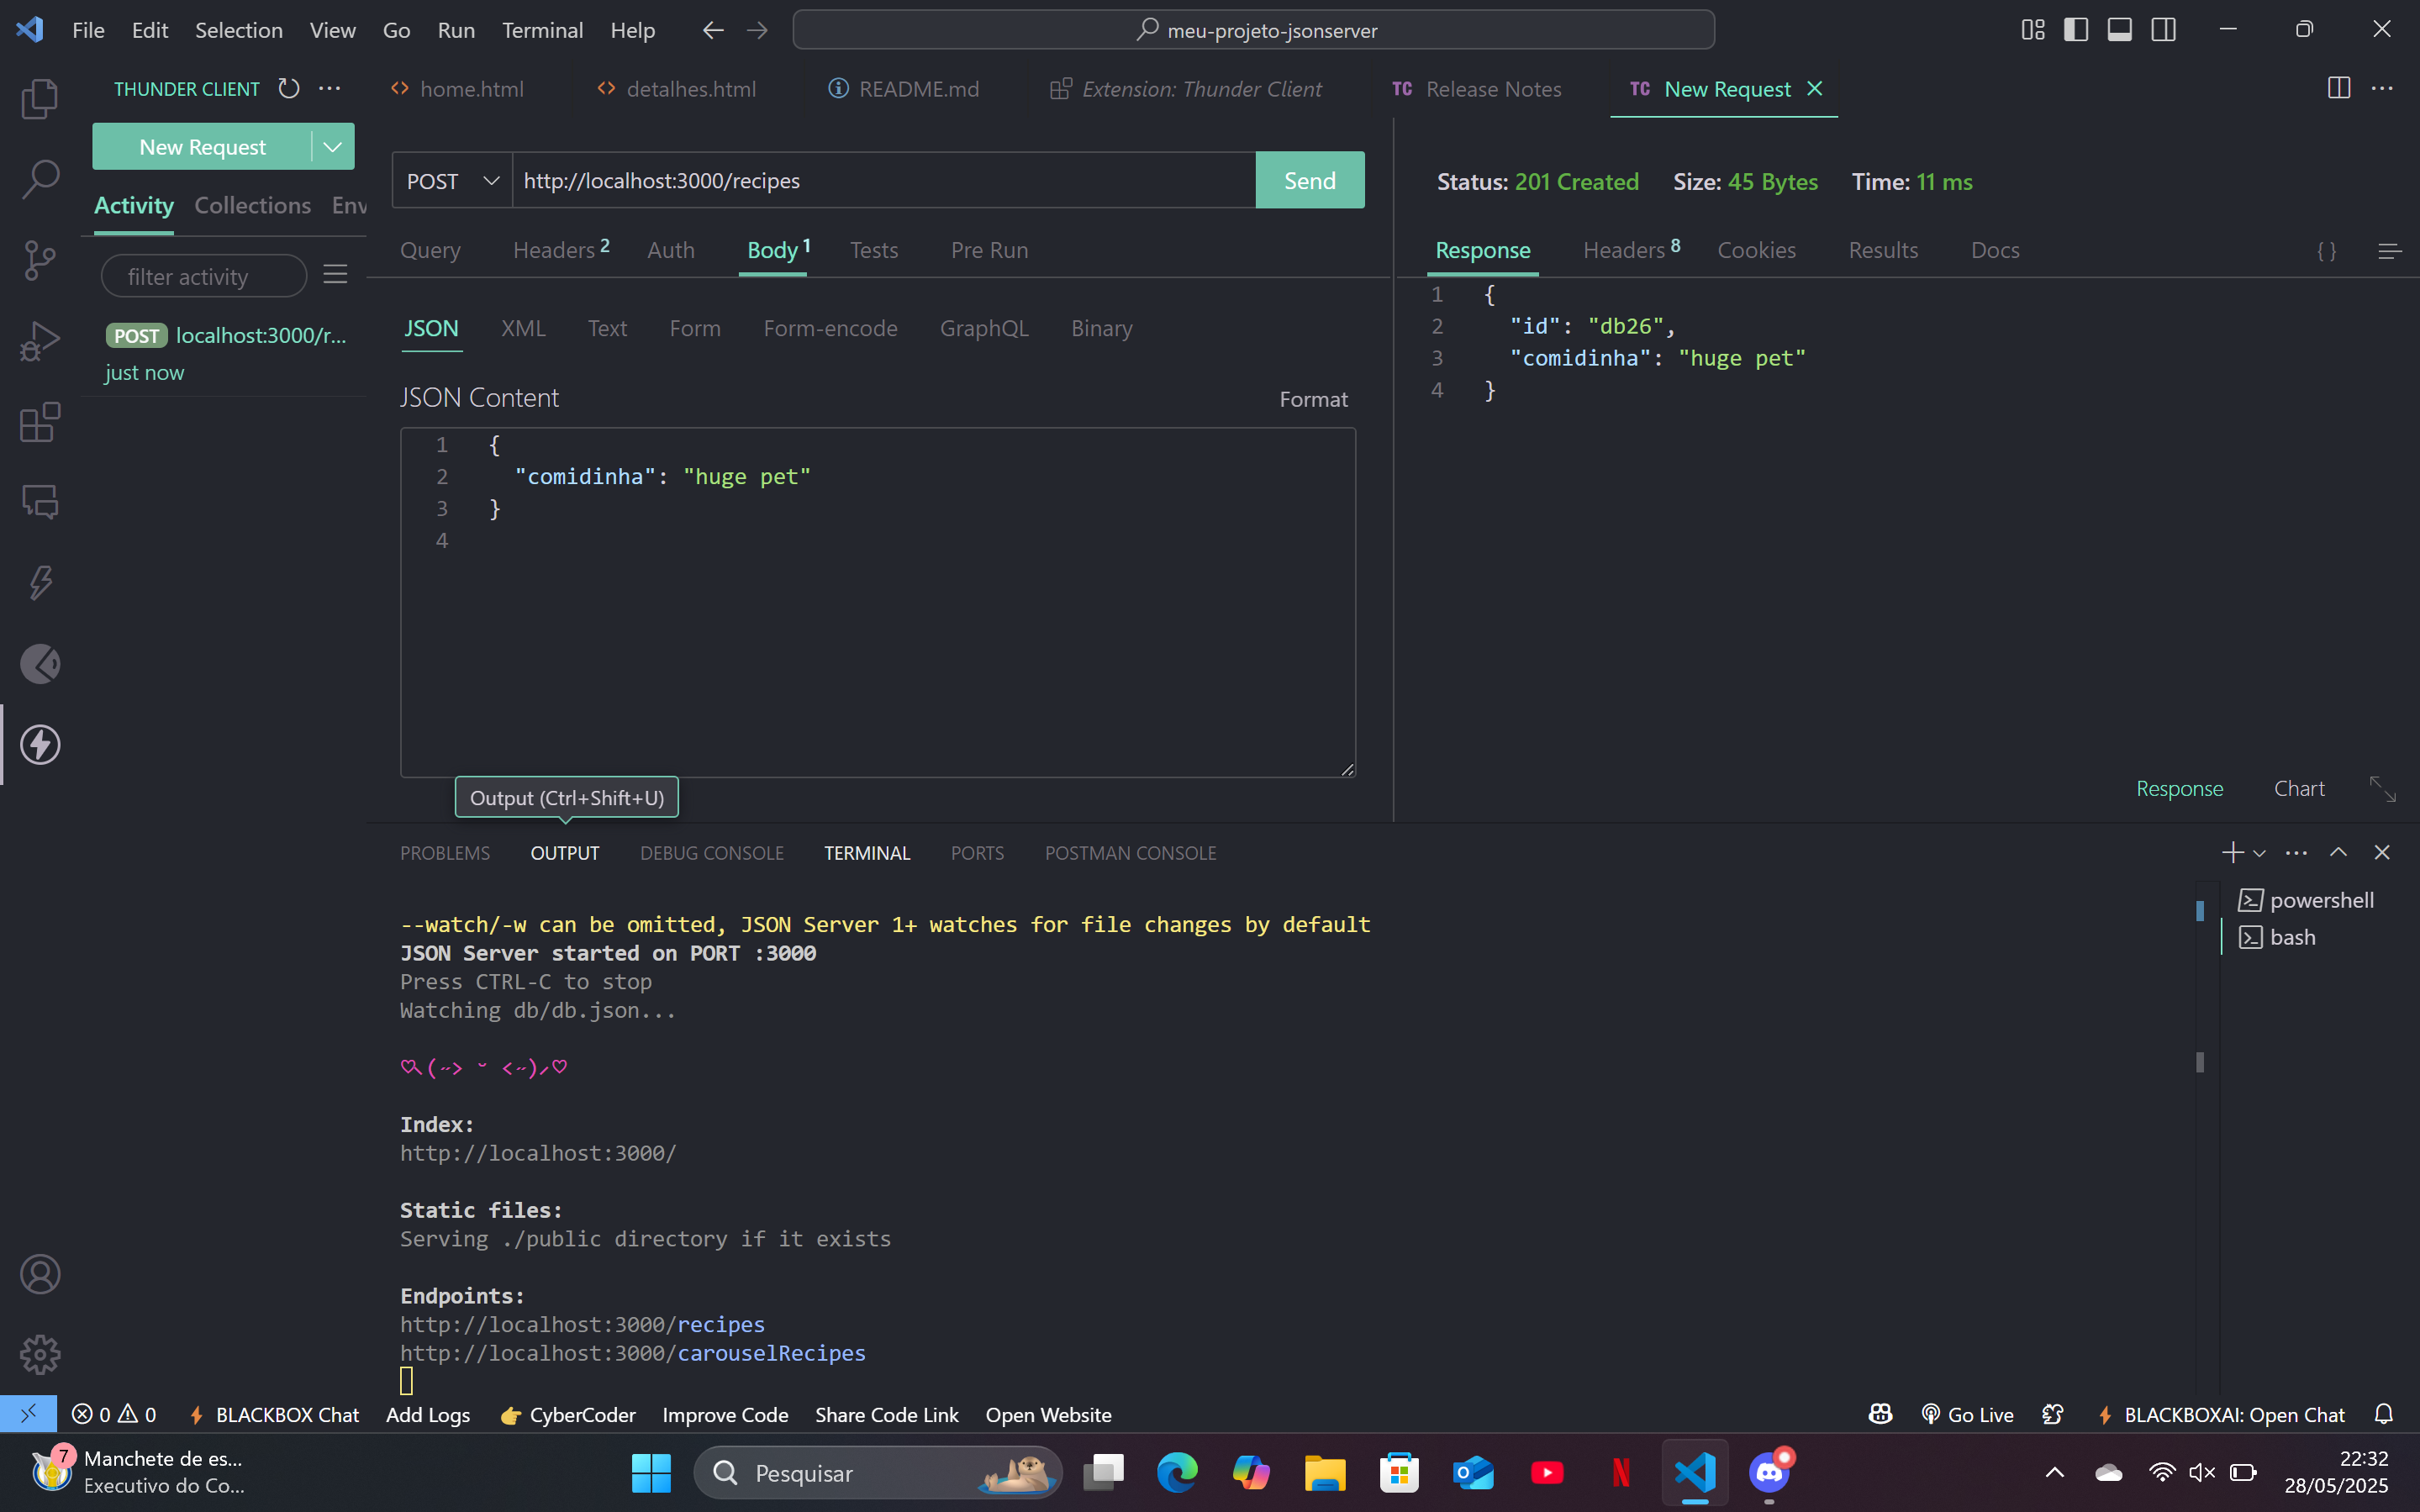 File Edit Selection View Go Run Terminal Help
meu-projeto-jsonserver
THUNDER CLIENT
home.html
detalhes.html
README.md
Extension: Thunder Client
TC Release Notes
TC New Request
New Request
Activity Collections Env
filter activity
POST localhost:3000/r...
just now
POST http://localhost:3000/recipes Send
Query Headers 2 Auth Body 1 Tests Pre Run
JSON XML Text Form Form-encode GraphQL Binary
JSON Content Format
1 {
2 "comidinha": "huge pet"
3 }
4
Status: 201 Created Size: 45 Bytes Time: 11 ms
Response Headers 8 Cookies Results Docs { }
1 {
2 "id": "db26",
3 "comidinha": "huge pet"
4 }
Response Chart
Output (Ctrl+Shift+U)
PROBLEMS OUTPUT DEBUG CONSOLE TERMINAL PORTS POSTMAN CONSOLE
--watch/-w can be omitted, JSON Server 1+ watches for file changes by default
JSON Server started on PORT :3000
Press CTRL-C to stop
Watching db/db.json...
♡⸜(˶˃ ᵕ ˂˶)⸝♡
Index:
http://localhost:3000/
Static files:
Serving ./public directory if it exists
Endpoints:
http://localhost:3000/recipes
http://localhost:3000/carouselRecipes
powershell
bash
0 0 BLACKBOX Chat Add Logs CyberCoder Improve Code Share Code Link Open Website
Go Live BLACKBOXAI: Open Chat
7
Manchete de es...
Executivo do Co...
Pesquisar
22:32
28/05/2025